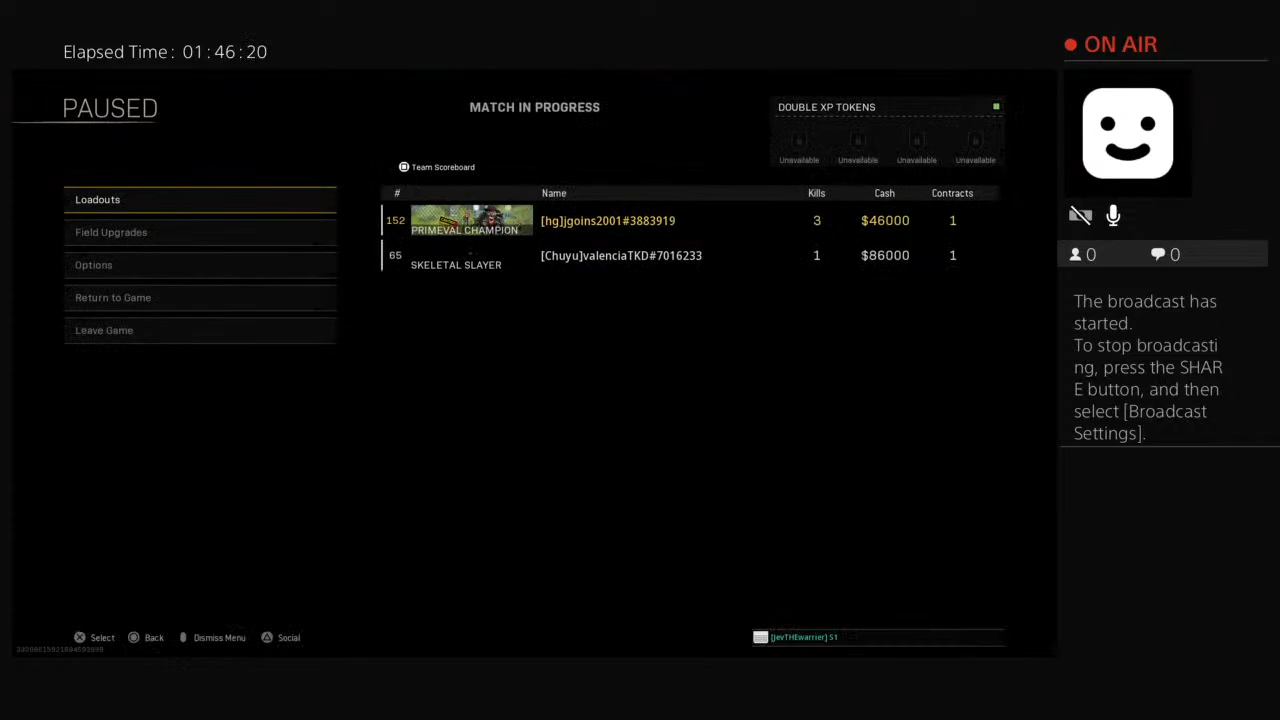 Elapsed Time: 01:46:20
ON AIR
PAUSED
MATCH IN PROGRESS
DOUBLE XP TOKENS
Unavailable Unavailable Unavailable Unavailable
Team Scoreboard
# Name Kills Cash Contracts
152 PRIMEVAL CHAMPION [hg]jgoins2001#3883919 3 $46000 1
65 SKELETAL SLAYER [Chuyu]valenciaTKD#7016233 1 $86000 1
Loadouts
Field Upgrades
Options
Return to Game
Leave Game
0 0
The broadcast has
started.
To stop broadcasti
ng, press the SHAR
E button, and then
select [Broadcast
Settings].
Select Back Dismiss Menu Social
[JevTHEwarrier] S1